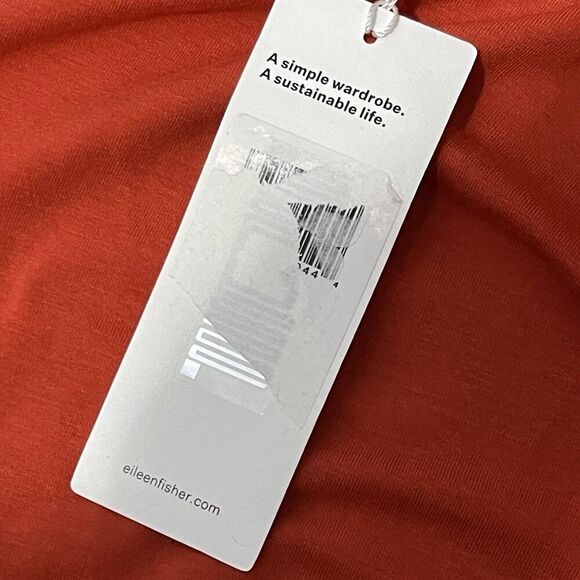 A simple wardrobe.
A sustainable life.
eileenfisher.com